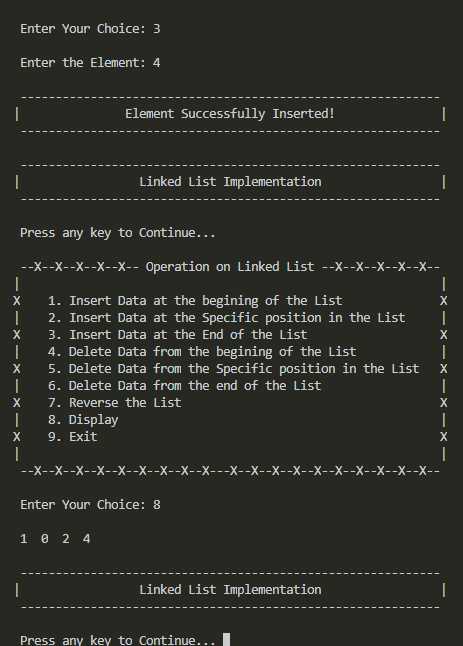 Enter Your Choice: 3
Enter the Element: 4
------------------------------------------------------------
|               Element Successfully Inserted!               |
------------------------------------------------------------
------------------------------------------------------------
|                 Linked List Implementation                 |
------------------------------------------------------------
Press any key to Continue...
--X--X--X--X--X-- Operation on Linked List --X--X--X--X--X--
|                                                            |
X    1. Insert Data at the begining of the List              X
|    2. Insert Data at the Specific position in the List     |
X    3. Insert Data at the End of the List                   X
|    4. Delete Data from the begining of the List            |
X    5. Delete Data from the Specific position in the List   X
|    6. Delete Data from the end of the List                 |
X    7. Reverse the List                                     X
|    8. Display                                              |
X    9. Exit                                                 X
|                                                            |
--X--X--X--X--X--X--X--X--X---X--X--X--X--X--X--X--X--X--X--
Enter Your Choice: 8
1  0  2  4
------------------------------------------------------------
|                 Linked List Implementation                 |
------------------------------------------------------------
Press any key to Continue...